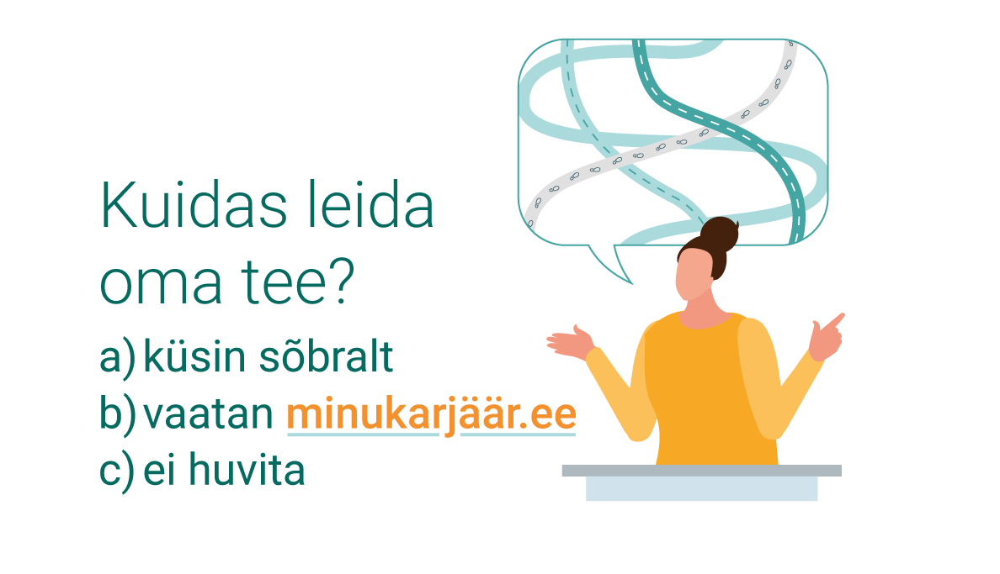 Kuidas leida
oma tee?
a) küsin sõbralt
b) vaatan minukarjäär.ee
c) ei huvita